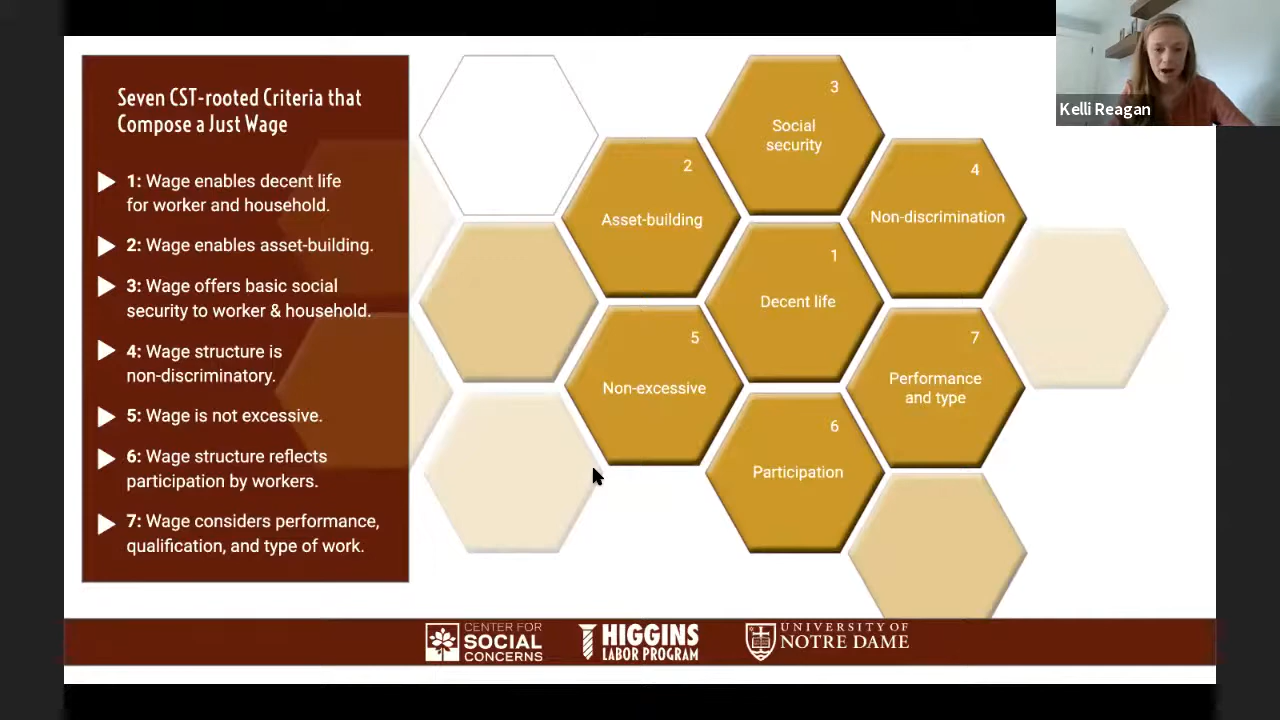 Seven CST-rooted Criteria that
Compose a Just Wage
1: Wage enables decent life
for worker and household.
2: Wage enables asset-building.
3: Wage offers basic social
security to worker & household.
4: Wage structure is
non-discriminatory.
5: Wage is not excessive.
6: Wage structure reflects
participation by workers.
7: Wage considers performance,
qualification, and type of work.
3
Social
security
2
Asset-building
4
Non-discrimination
1
Decent life
5
Non-excessive
7
Performance
and type
6
Participation
Kelli Reagan
CENTER FOR
SOCIAL
CONCERNS
HIGGINS
LABOR PROGRAM
UNIVERSITY OF
NOTRE DAME